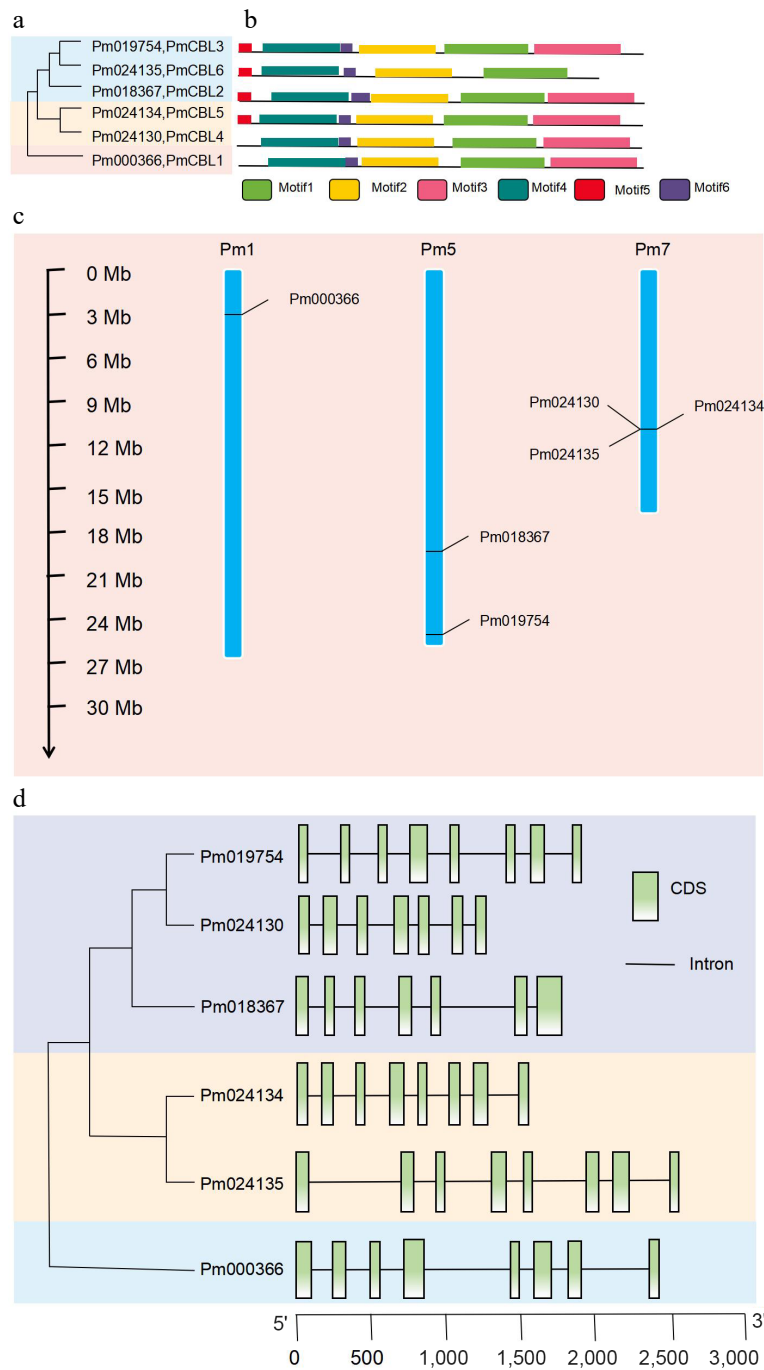 a
b
Pm019754,PmCBL3
Pm024135,PmCBL6
Pm018367,PmCBL2
Pm024134,PmCBL5
Pm024130,PmCBL4
Pm000366,PmCBL1
Motif1 Motif2 Motif3 Motif4 Motif5 Motif6
c
Pm1 Pm5 Pm7
0 Mb
3 Mb
6 Mb
9 Mb
12 Mb
15 Mb
18 Mb
21 Mb
24 Mb
27 Mb
30 Mb
Pm000366
Pm018367
Pm019754
Pm024130
Pm024134
Pm024135
d
Pm019754
Pm024130
Pm018367
Pm024134
Pm024135
Pm000366
CDS
Intron
5' 3'
0 500 1,000 1,500 2,000 2,500 3,000